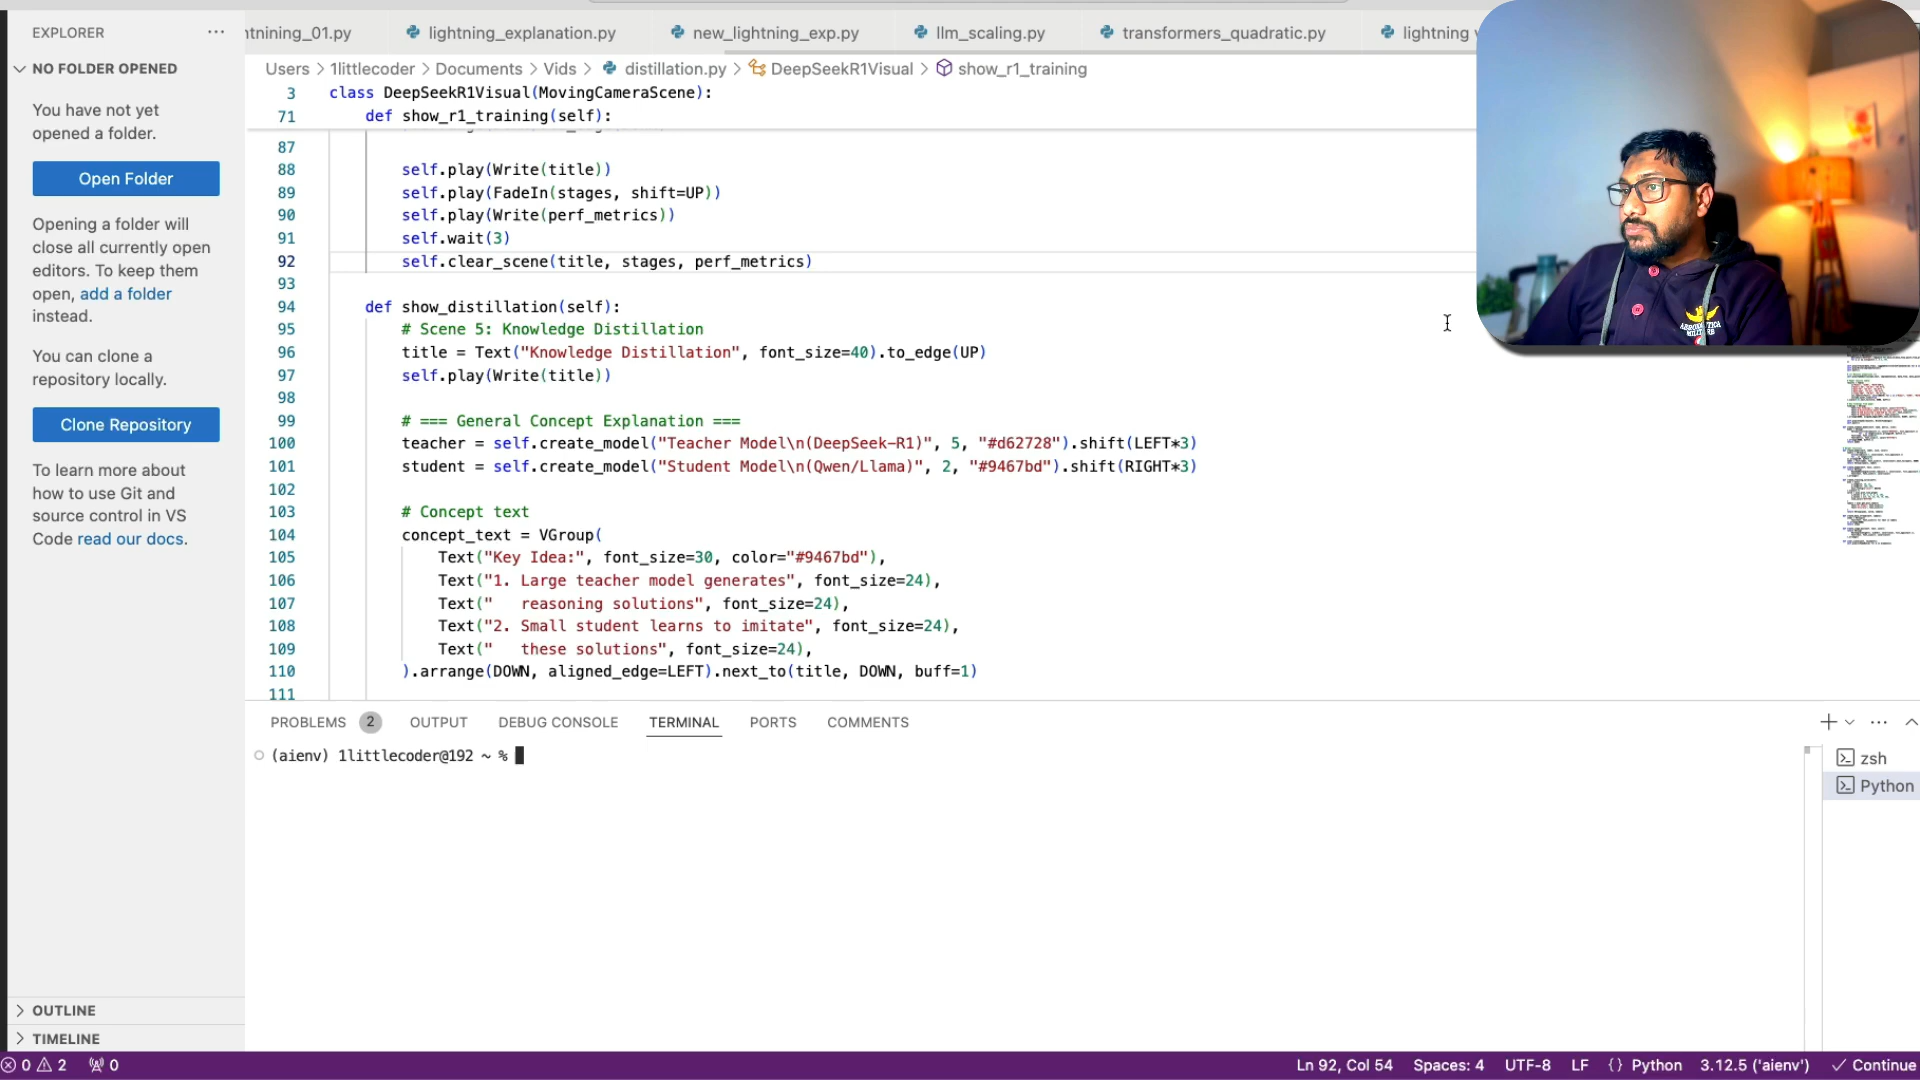 EXPLORER
NO FOLDER OPENED
You have not yet
opened a folder.
Open Folder
Opening a folder will
close all currently open
editors. To keep them
open, add a folder
instead.
You can clone a
repository locally.
Clone Repository
To learn more about
how to use Git and
source control in VS
Code read our docs.
OUTLINE
TIMELINE
ntnining_01.py lightning_explanation.py new_lightning_exp.py llm_scaling.py transformers_quadratic.py lightning
Users > 1littlecoder > Documents > Vids > distillation.py > DeepSeekR1Visual > show_r1_training
3 class DeepSeekR1Visual(MovingCameraScene):
71 def show_r1_training(self):
87
88 self.play(Write(title))
89 self.play(FadeIn(stages, shift=UP))
90 self.play(Write(perf_metrics))
91 self.wait(3)
92 self.clear_scene(title, stages, perf_metrics)
93
94 def show_distillation(self):
95 # Scene 5: Knowledge Distillation
96 title = Text("Knowledge Distillation", font_size=40).to_edge(UP)
97 self.play(Write(title))
98
99 # === General Concept Explanation ===
100 teacher = self.create_model("Teacher Model\n(DeepSeek-R1)", 5, "#d62728").shift(LEFT*3)
101 student = self.create_model("Student Model\n(Qwen/Llama)", 2, "#9467bd").shift(RIGHT*3)
102
103 # Concept text
104 concept_text = VGroup(
105 Text("Key Idea:", font_size=30, color="#9467bd"),
106 Text("1. Large teacher model generates", font_size=24),
107 Text("   reasoning solutions", font_size=24),
108 Text("2. Small student learns to imitate", font_size=24),
109 Text("   these solutions", font_size=24),
110 ).arrange(DOWN, aligned_edge=LEFT).next_to(title, DOWN, buff=1)
111
PROBLEMS 2 OUTPUT DEBUG CONSOLE TERMINAL PORTS COMMENTS
(aienv) 1littlecoder@192 ~ %
zsh
Python
0 2 0 Ln 92, Col 54 Spaces: 4 UTF-8 LF {} Python 3.12.5 ('aienv') Continue